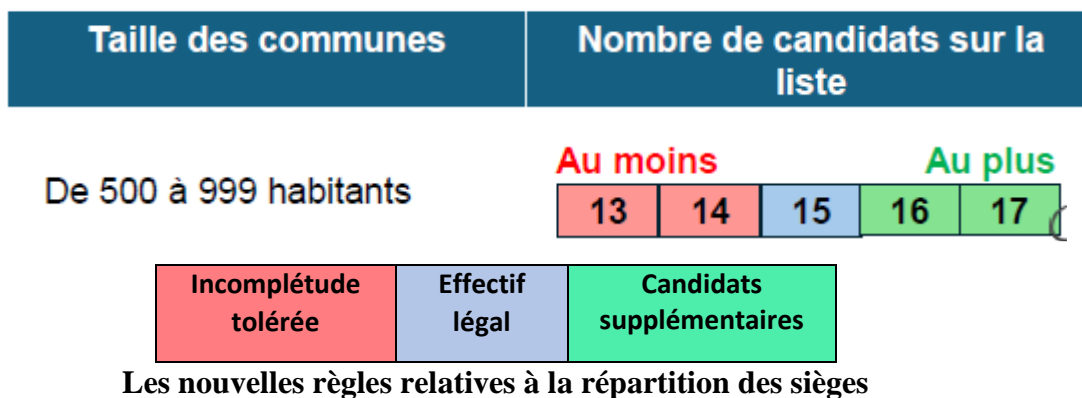 Taille des communes
Nombre de candidats sur la
liste
Au moins
Au plus
De 500 à 999 habitants
13 14 15 16 17
Incomplétude
tolérée
Effectif
légal
Candidats
supplémentaires
Les nouvelles règles relatives à la répartition des sièges